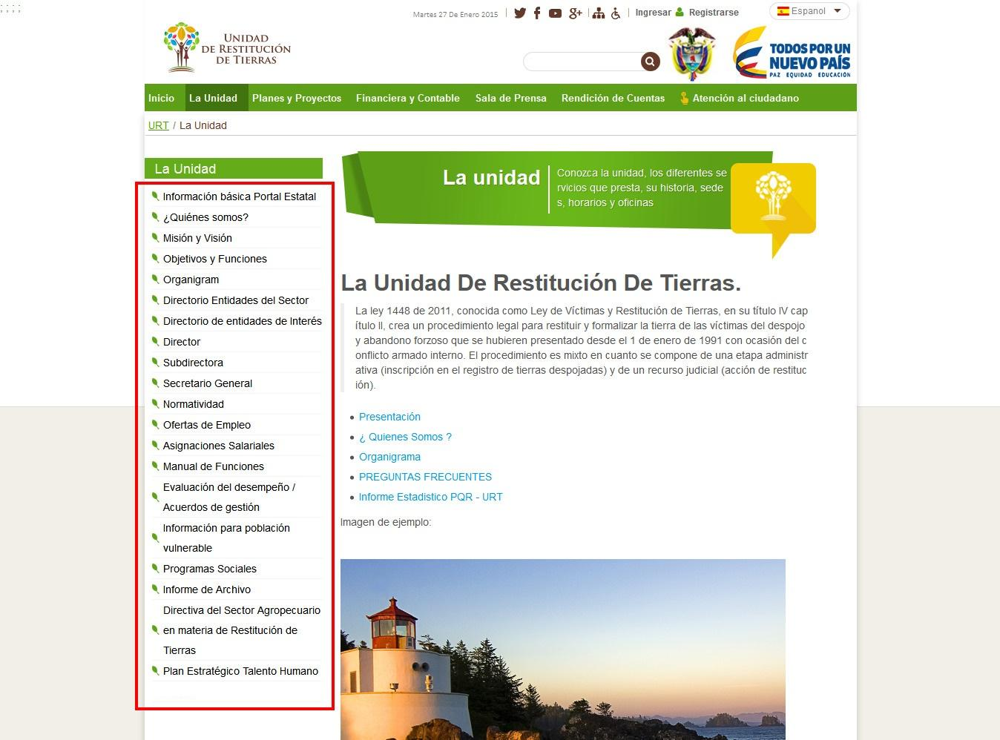 ; ; ; ;
Martes 27 De Enero 2015
Ingresar
Registrarse
Espanol
UNIDAD
DE RESTITUCIÓN
DE TIERRAS
TODOS POR UN
NUEVO PAÍS
PAZ EQUIDAD EDUCACIÓN
Inicio
La Unidad
Planes y Proyectos
Financiera y Contable
Sala de Prensa
Rendición de Cuentas
Atención al ciudadano
URT / La Unidad
La Unidad
Información básica Portal Estatal
¿Quiénes somos?
Misión y Visión
Objetivos y Funciones
Organigram
Directorio Entidades del Sector
Directorio de entidades de Interés
Director
Subdirectora
Secretario General
Normatividad
Ofertas de Empleo
Asignaciones Salariales
Manual de Funciones
Evaluación del desempeño /
Acuerdos de gestión
Información para población
vulnerable
Programas Sociales
Informe de Archivo
Directiva del Sector Agropecuario
en materia de Restitución de
Tierras
Plan Estratégico Talento Humano
La unidad
Conozca la unidad, los diferentes se
rvicios que presta, su historia, sede
s, horarios y oficinas
La Unidad De Restitución De Tierras.
La ley 1448 de 2011, conocida como Ley de Víctimas y Restitución de Tierras, en su título IV cap
ítulo II, crea un procedimiento legal para restituir y formalizar la tierra de las víctimas del despojo
y abandono forzoso que se hubieren presentado desde el 1 de enero de 1991 con ocasión del c
onflicto armado interno. El procedimiento es mixto en cuanto se compone de una etapa administr
ativa (inscripción en el registro de tierras despojadas) y de un recurso judicial (acción de restituc
ión).
Presentación
¿ Quienes Somos ?
Organigrama
PREGUNTAS FRECUENTES
Informe Estadistico PQR - URT
Imagen de ejemplo: